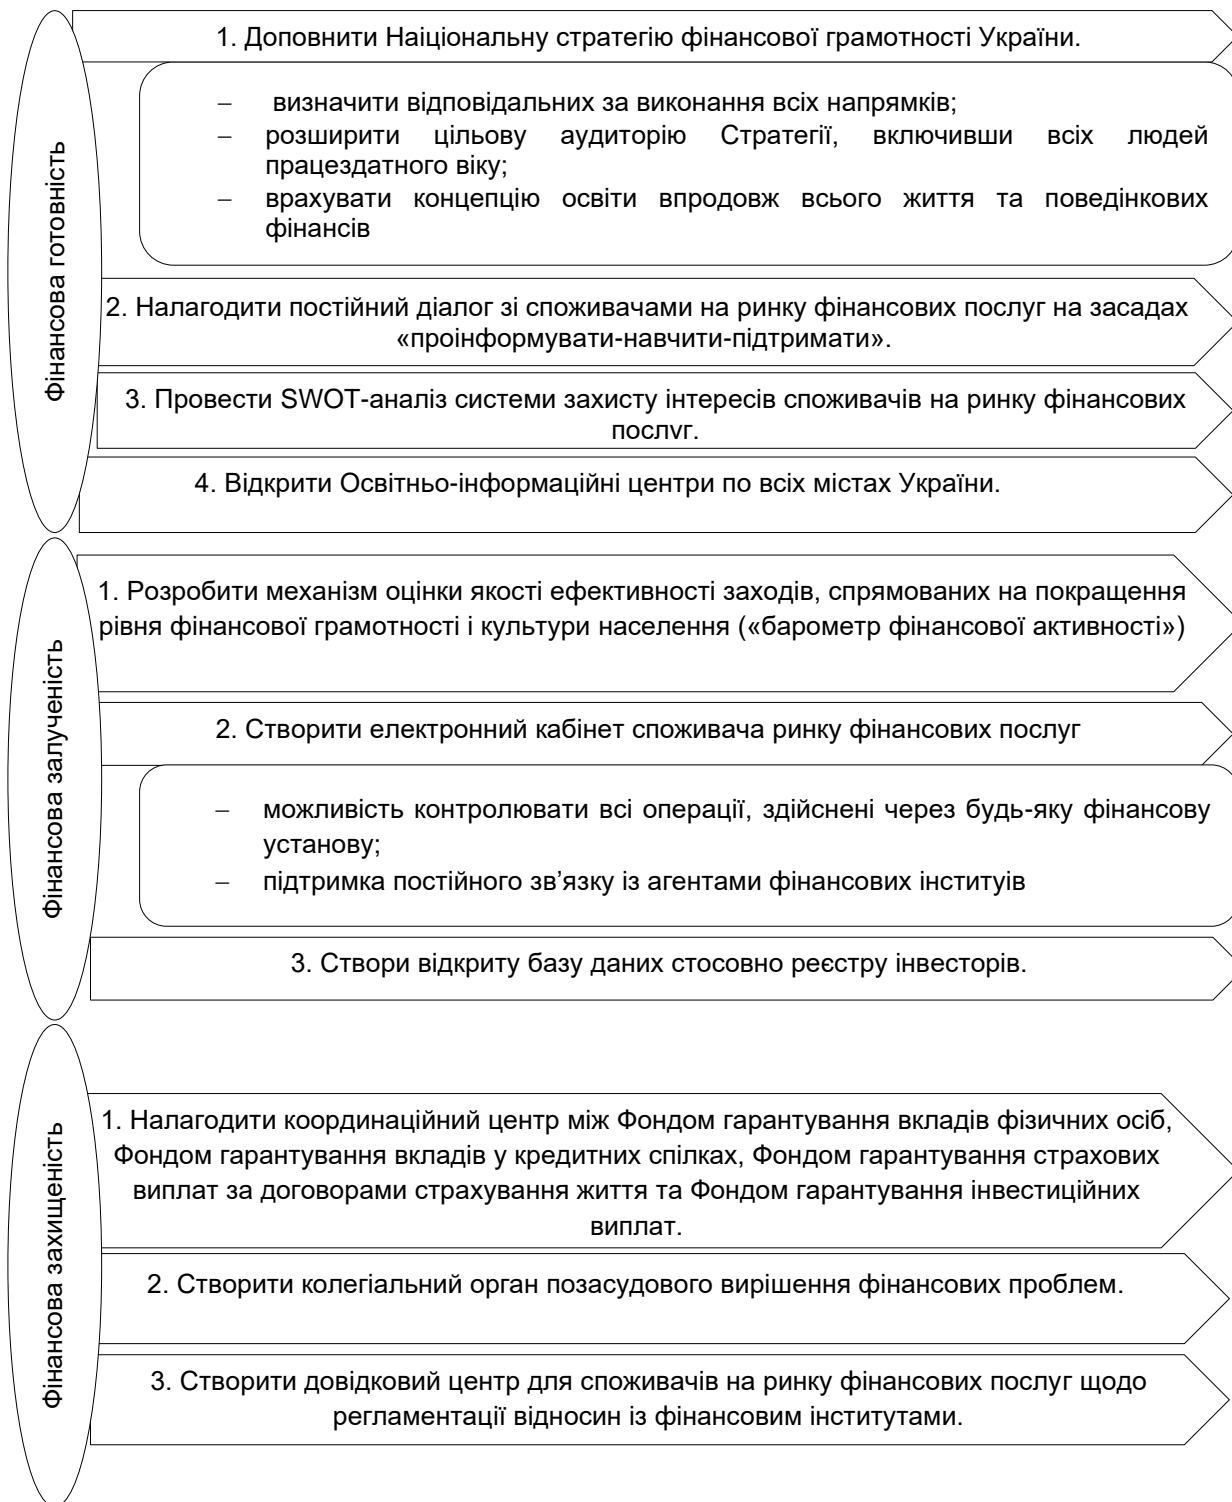 Фінансова готовність
1. Доповнити Наіціональну стратегію фінансової грамотності України.
– визначити відповідальних за виконання всіх напрямків;
– розширити цільову аудиторію Стратегії, включивши всіх людей
працездатного віку;
– врахувати концепцію освіти впродовж всього життя та поведінкових
фінансів
2. Налагодити постійний діалог зі споживачами на ринку фінансових послуг на засадах
«проінформувати-навчити-підтримати».
3. Провести SWOT-аналіз системи захисту інтересів споживачів на ринку фінансових
послуг.
4. Відкрити Освітньо-інформаційні центри по всіх містах України.
Фінансова залученість
1. Розробити механізм оцінки якості ефективності заходів, спрямованих на покращення
рівня фінансової грамотності і культури населення («барометр фінансової активності»)
2. Створити електронний кабінет споживача ринку фінансових послуг
– можливість контролювати всі операції, здійснені через будь-яку фінансову
установу;
– підтримка постійного зв'язку із агентами фінансових інституів
3. Створи відкриту базу даних стосовно реєстру інвесторів.
Фінансова захищеність
1. Налагодити координаційний центр між Фондом гарантування вкладів фізичних осіб,
Фондом гарантування вкладів у кредитних спілках, Фондом гарантування страхових
виплат за договорами страхування життя та Фондом гарантування інвестиційних
виплат.
2. Створити колегіальний орган позасудового вирішення фінансових проблем.
3. Створити довідковий центр для споживачів на ринку фінансових послуг щодо
регламентації відносин із фінансовим інститутами.